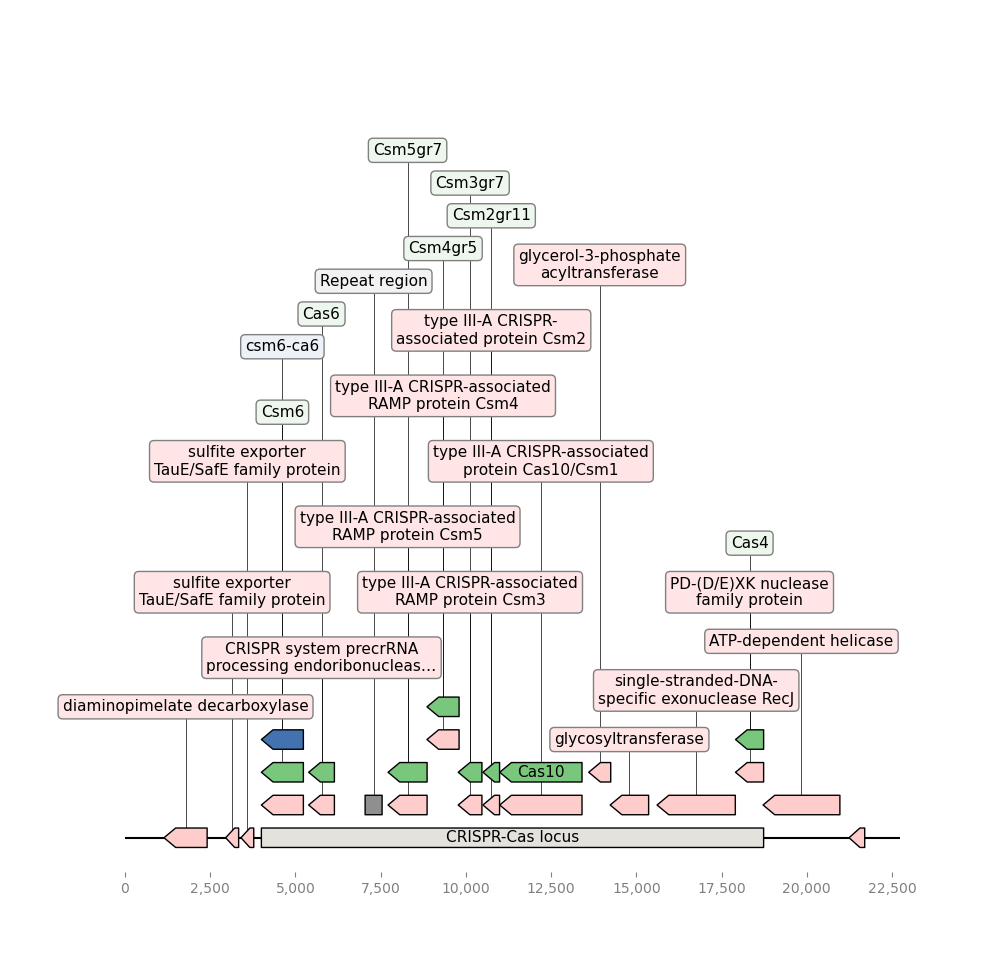 Csm5gr7
Csm3gr7
Csm2gr11
Csm4gr5
glycerol-3-phosphate
acyltransferase
Repeat region
Cas6
type III-A CRISPR-
associated protein Csm2
csm6-ca6
type III-A CRISPR-associated
RAMP protein Csm4
Csm6
sulfite exporter
TauE/SafE family protein
type III-A CRISPR-associated
protein Cas10/Csm1
type III-A CRISPR-associated
RAMP protein Csm5
Cas4
sulfite exporter
TauE/SafE family protein
type III-A CRISPR-associated
RAMP protein Csm3
PD-(D/E)XK nuclease
family protein
ATP-dependent helicase
CRISPR system precrRNA
processing endoribonucleas...
single-stranded-DNA-
specific exonuclease RecJ
diaminopimelate decarboxylase
glycosyltransferase
Cas10
CRISPR-Cas locus
0 2,500 5,000 7,500 10,000 12,500 15,000 17,500 20,000 22,500